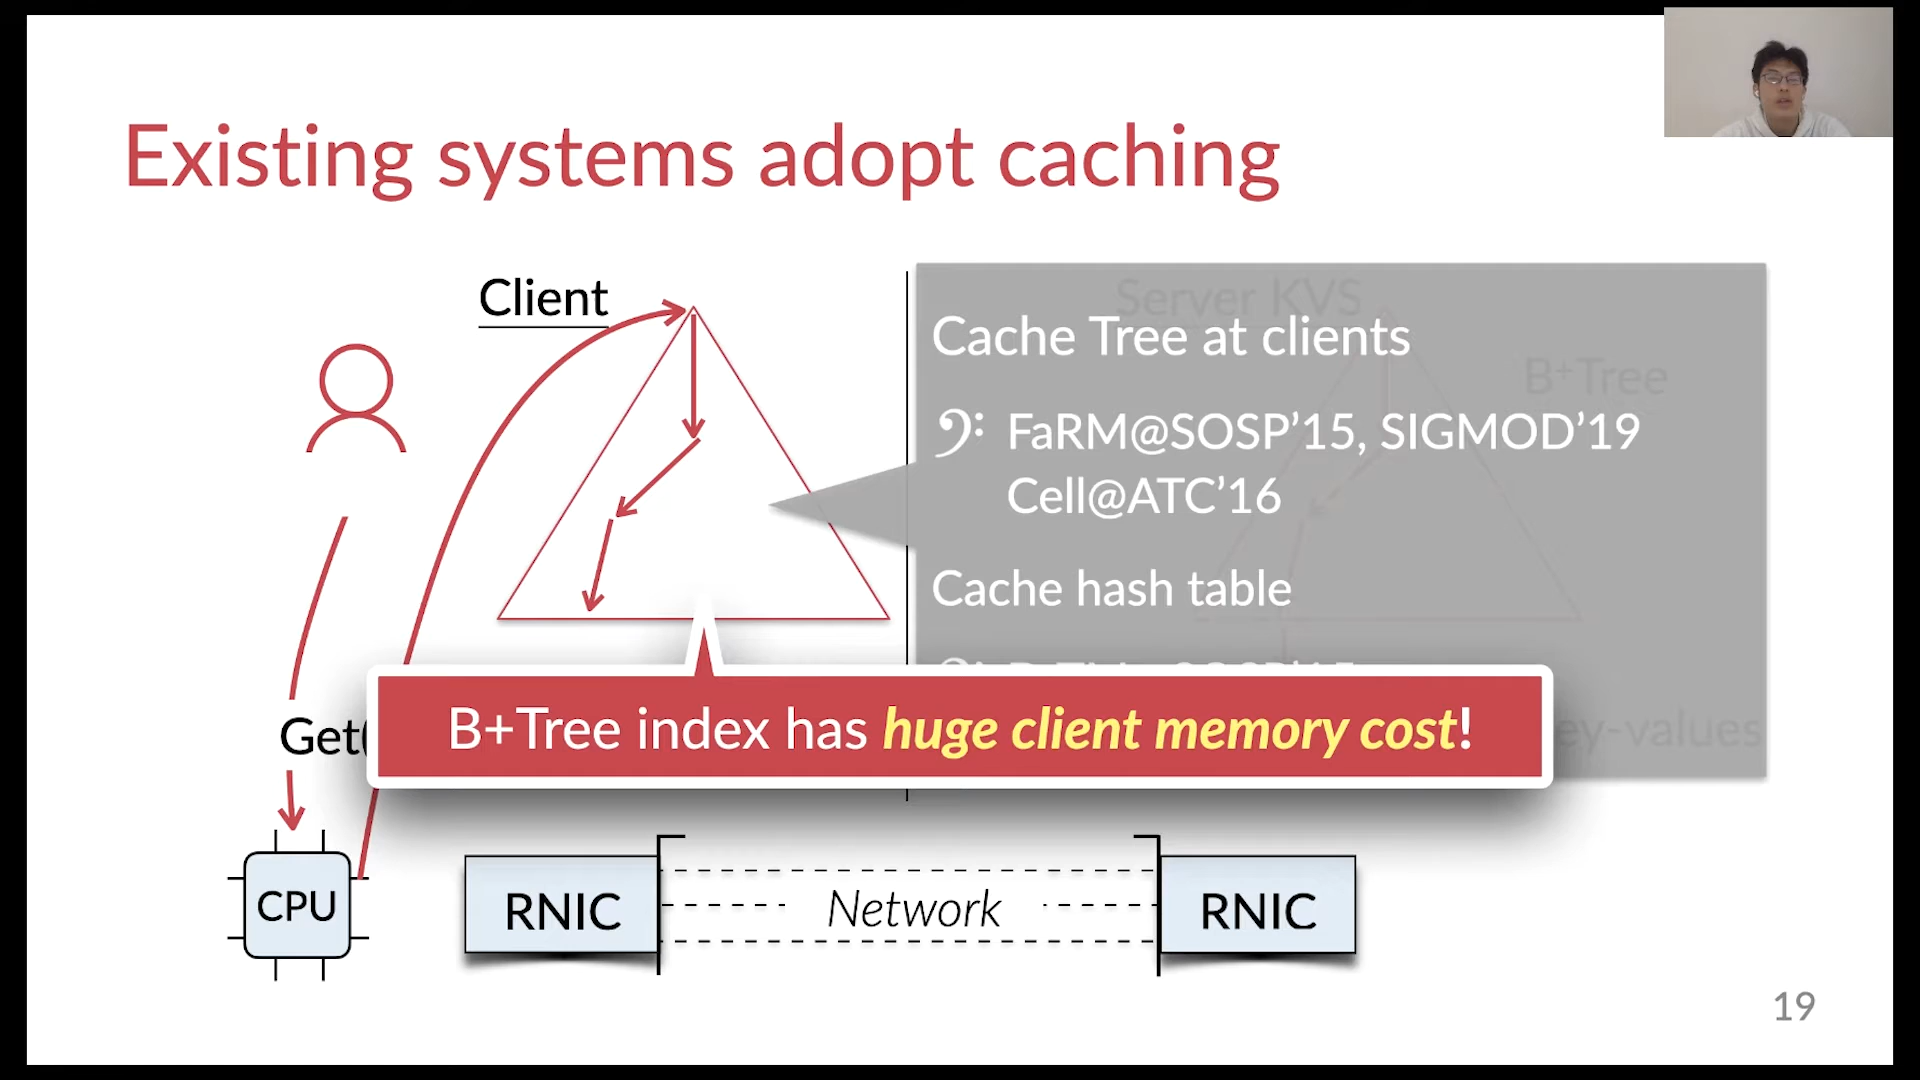 Existing systems adopt caching
Client
Server KVS
B+Tree
Cache Tree at clients
FaRM@SOSP’15, SIGMOD’19
Cell@ATC’16
Cache hash table
Get(
B+Tree index has huge client memory cost!
ey-values
CPU
RNIC
Network
RNIC
19